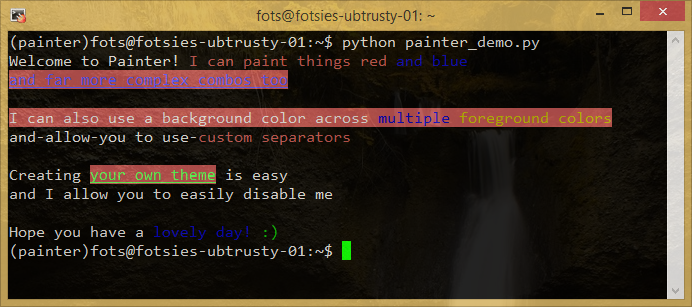 fots@fotsies-ubtrusty-01: ~
(painter)fots@fotsies-ubtrusty-01:~$ python painter_demo.py
Welcome to Painter! I can paint things red and blue
and far more complex combos too
I can also use a background color across multiple foreground colors
and-allow-you to use-custom separators
Creating your own theme is easy
and I allow you to easily disable me
Hope you have a lovely day! :)
(painter)fots@fotsies-ubtrusty-01:~$